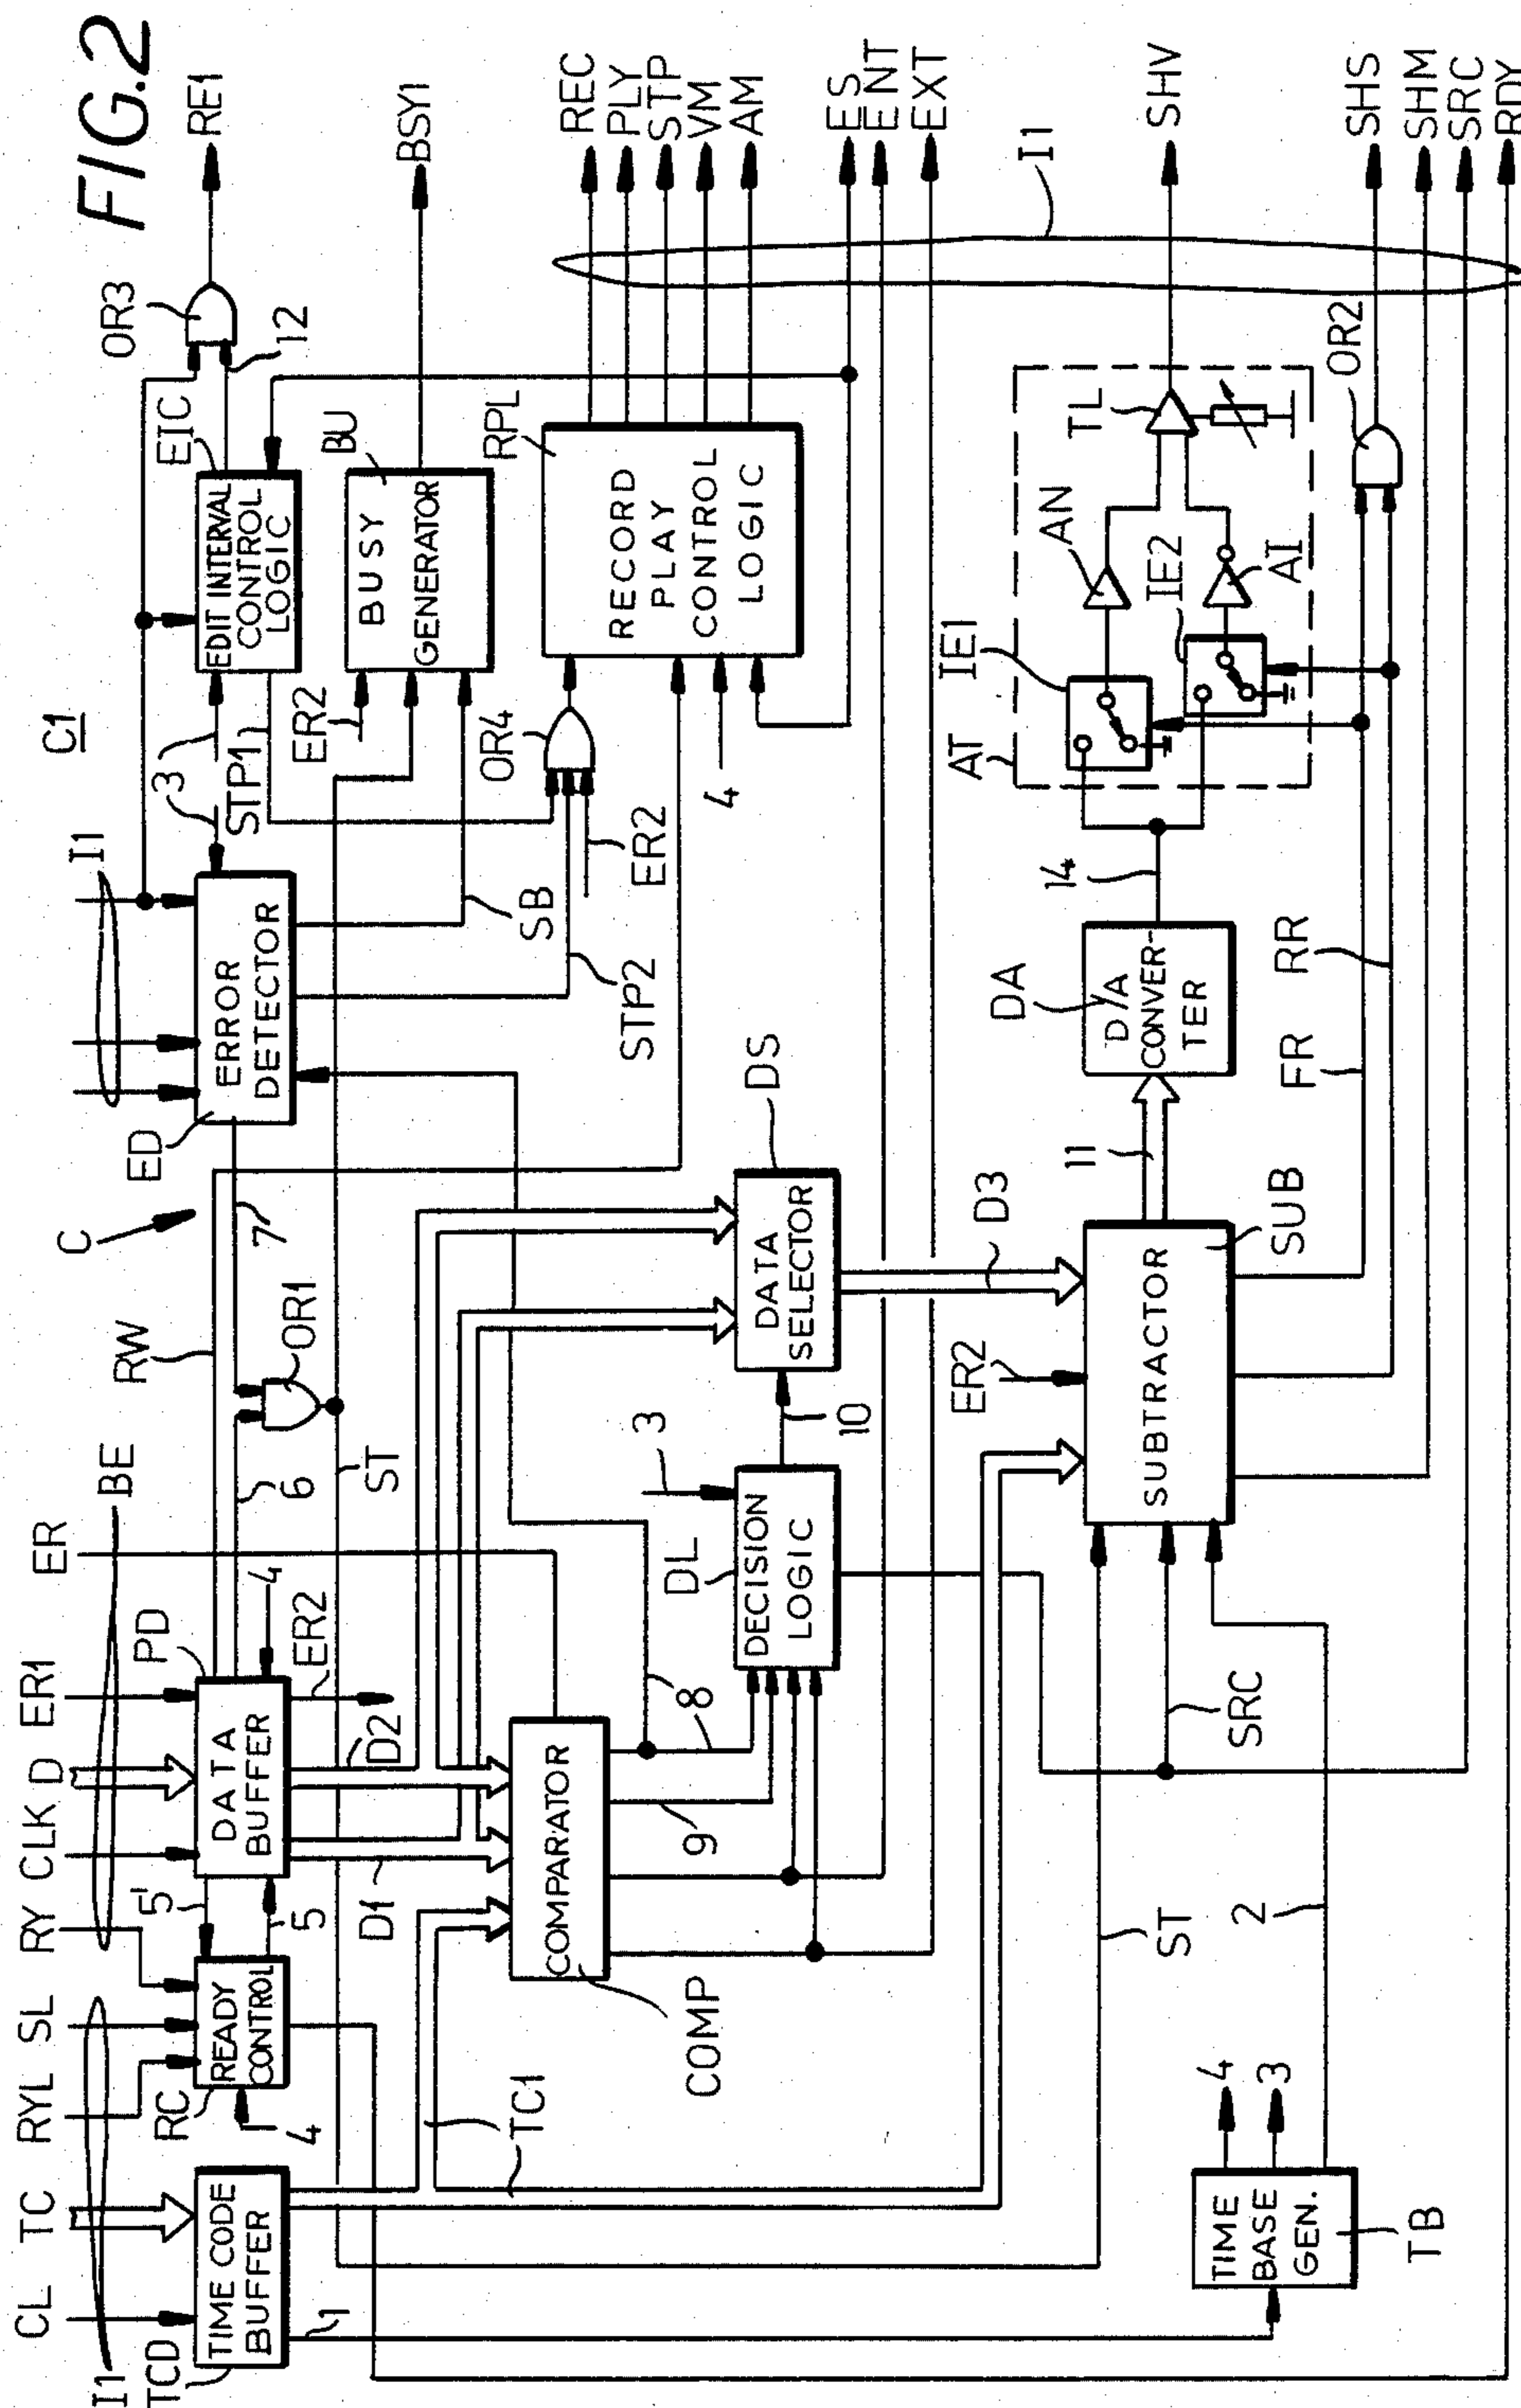 FIG.2
C1
CL
TC
RYL
SL
RY
CLK
D
ER1
ER
BE
I1
TCD
TIME CODE
BUFFER
1
RC
READY
CONTROL
4
5'
5
PD
DATA
BUFFER
4
ER2
D2
D1
6
RW
OR1
ST
7
C
ED
ERROR
DETECTOR
I1
3
3
STP1
EIC
EDIT INTERVAL
CONTROL
LOGIC
12
OR3
RE1
BU
BUSY
GENERATOR
ER2
BSY1
SB
STP2
OR4
ER2
4
RPL
RECORD
PLAY
CONTROL
LOGIC
REC
PLY
STP
VM
AM
ES
ENT
EXT
TC1
COMP
COMPARATOR
8
9
DL
DECISION
LOGIC
3
10
DS
DATA
SELECTOR
D3
ER2
SUBTRACTOR
SUB
11
DA
D/A
CONVER-
TER
14
AT
IE1
IE2
AN
AI
TL
SHV
I1
FR
RR
OR2
SHS
SHM
SRC
RDY
ST
SRC
2
TIME
BASE
GEN.
TB
4
3